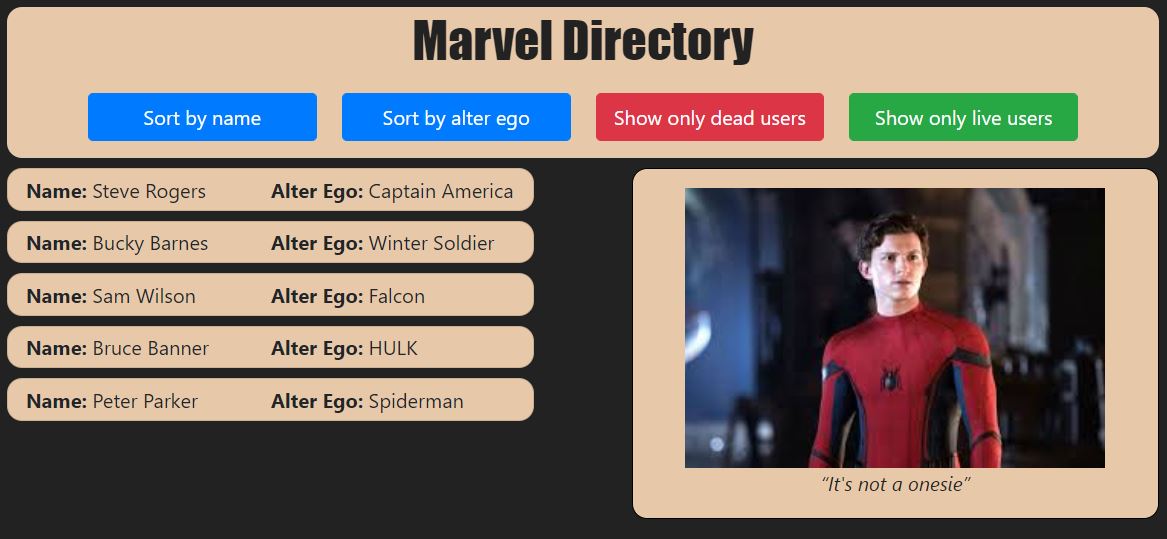 Marvel Directory
Sort by name
Sort by alter ego
Show only dead users
Show only live users
Name: Steve Rogers Alter Ego: Captain America
Name: Bucky Barnes Alter Ego: Winter Soldier
Name: Sam Wilson Alter Ego: Falcon
Name: Bruce Banner Alter Ego: HULK
Name: Peter Parker Alter Ego: Spiderman
“It's not a onesie”